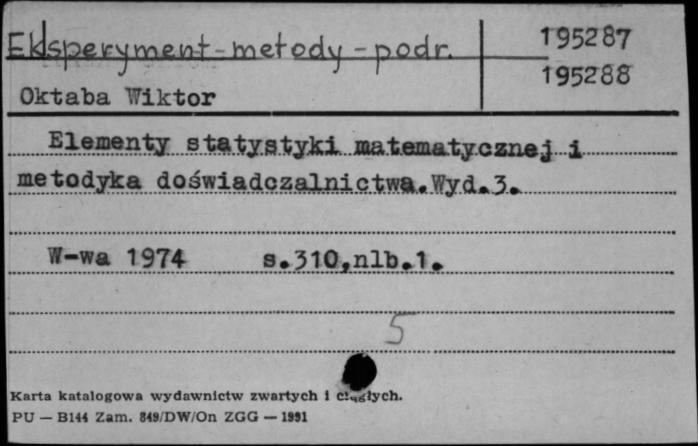 Eksperyment-metody-podr.
195287
195288
Oktaba Wiktor
Elementy statystyki matematycznej i
metodyka doświadczalnictwa.Wyd.3.
W-wa 1974 s.310,nlb.1.
5
Karta katalogowa wydawnictw zwartych i ciągłych.
PU — B144 Zam. 849/DW/On ZGG — 1991